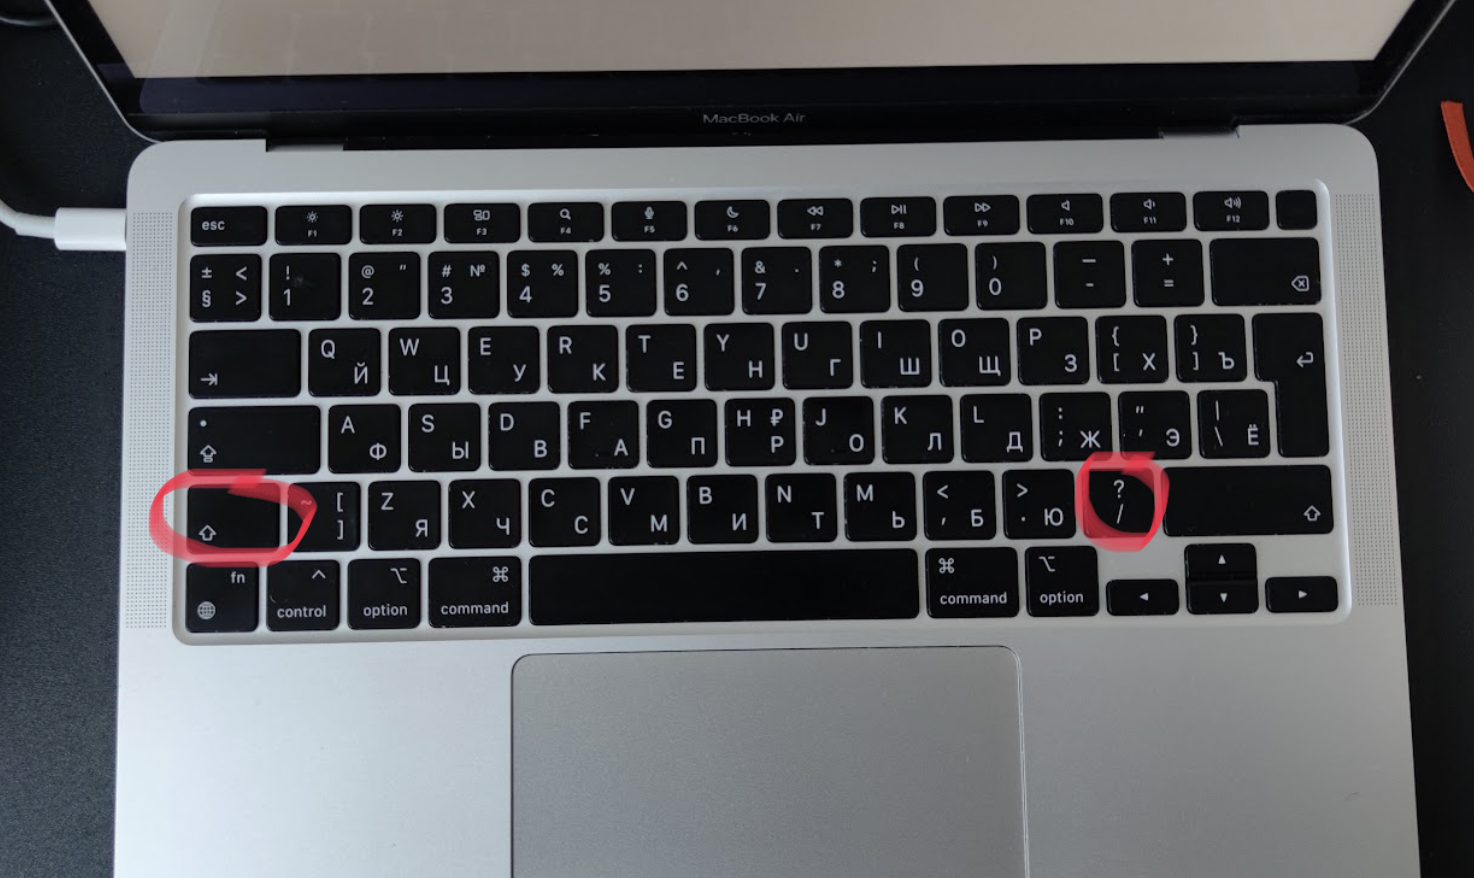 MacBook Air
esc F1 F2 F3 F4 F5 F6 F7 F8 F9 F10 F11 F12
± < § > ! 1 @ " 2 # № 3 $ % 4 % : 5 ^ , 6 & . 7 * ; 8 ( 9 ) 0 — - + =
Q Й W Ц E У R К T Е Y Н U Г I Ш O Щ P З { [ Х } ] Ъ
A Ф S Ы D В F А G П H ₽ Р J О K Л L Д : ; Ж " ' Э | \ Ё
~ [ ] Z Я X Ч C С V М B И N Т M Ь < , Б > . Ю ? /
fn control ^ option ⌥ command ⌘ ⌘ command ⌥ option